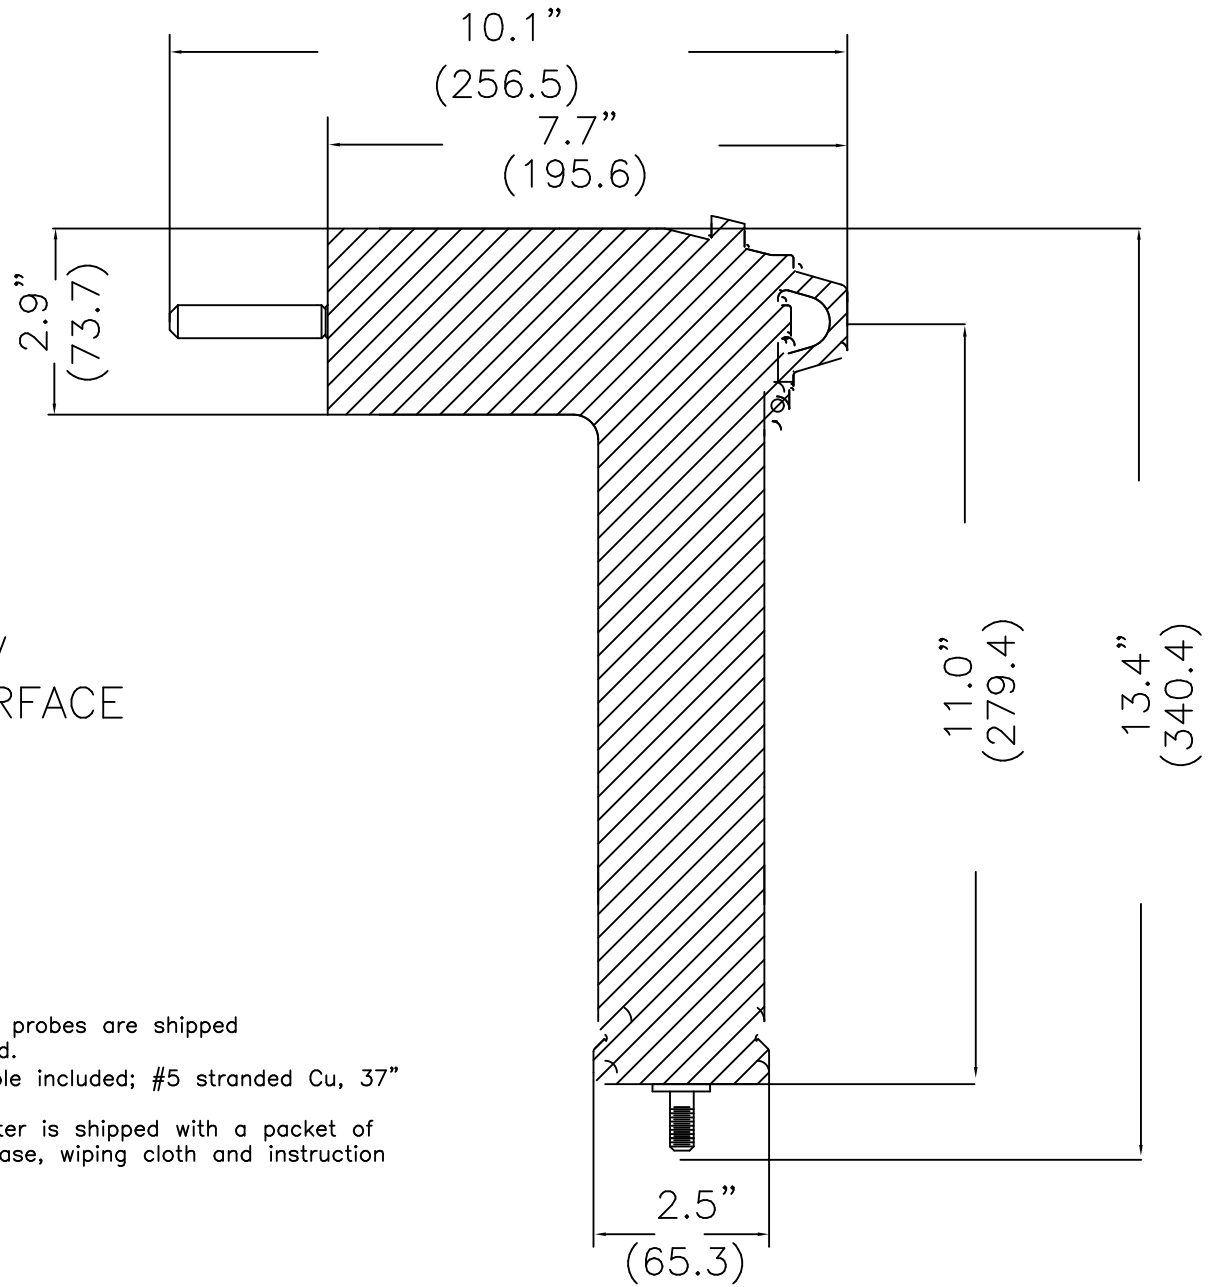 10.1”
(256.5)
7.7”
(195.6)
2.9”
(73.7)
RFACE
11.0”
(279.4)
13.4”
(340.4)
probes are shipped
d.
ble included; #5 stranded Cu, 37”
ter is shipped with a packet of
ase, wiping cloth and instruction
2.5”
(65.3)